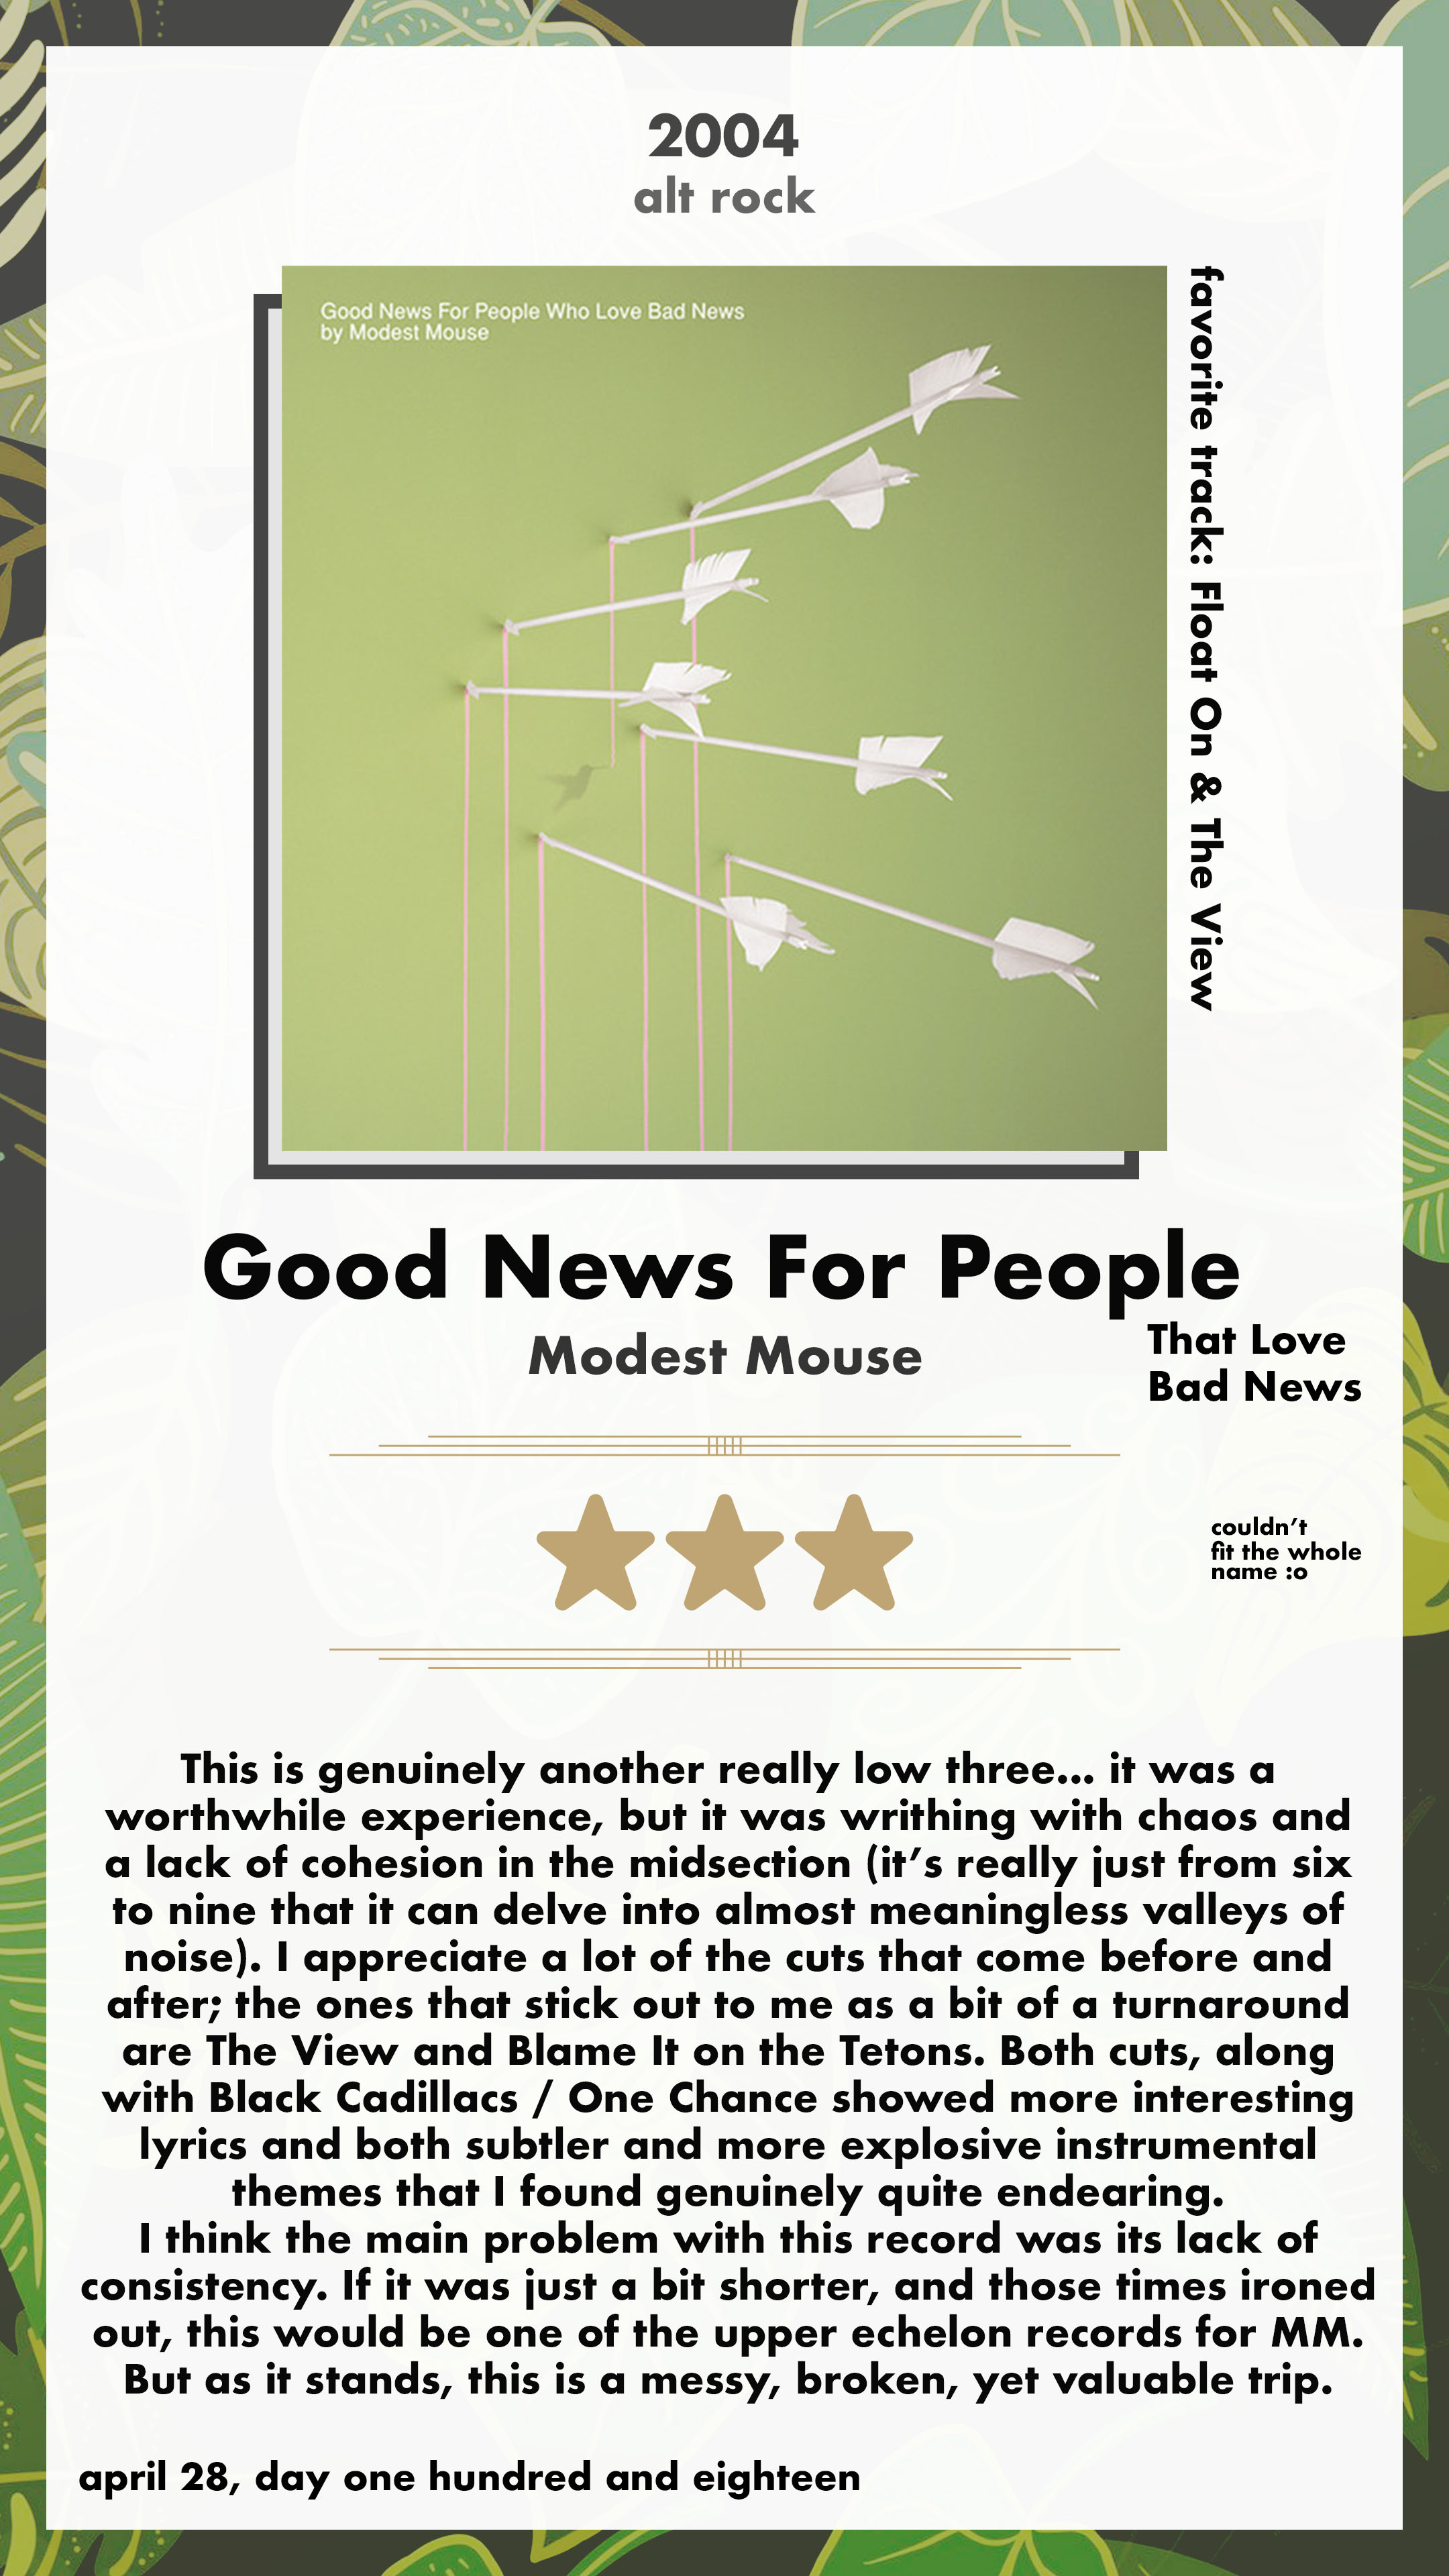 2004
alt rock
Good News For People Who Love Bad News
by Modest Mouse
favorite track: Float On & The View
Good News For People
That Love
Bad News
Modest Mouse
couldn't
fit the whole
name :o
This is genuinely another really low three... it was a
worthwhile experience, but it was writhing with chaos and
a lack of cohesion in the midsection (it's really just from six
to nine that it can delve into almost meaningless valleys of
noise). I appreciate a lot of the cuts that come before and
after; the ones that stick out to me as a bit of a turnaround
are The View and Blame It on the Tetons. Both cuts, along
with Black Cadillacs / One Chance showed more interesting
lyrics and both subtler and more explosive instrumental
themes that I found genuinely quite endearing.
I think the main problem with this record was its lack of
consistency. If it was just a bit shorter, and those times ironed
out, this would be one of the upper echelon records for MM.
But as it stands, this is a messy, broken, yet valuable trip.
april 28, day one hundred and eighteen